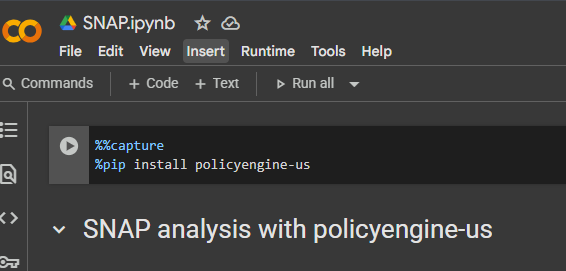 SNAP.ipynb
File Edit View Insert Runtime Tools Help
Commands + Code + Text Run all
%%capture
%pip install policyengine-us
SNAP analysis with policyengine-us